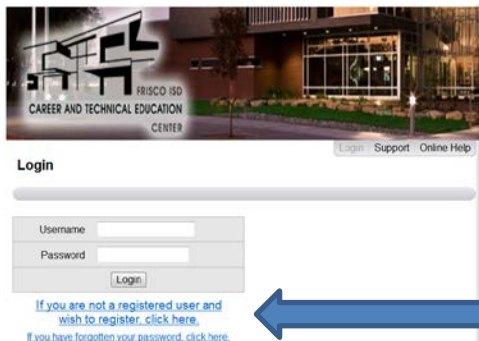 FRISCO ISD
CAREER AND TECHNICAL EDUCATION
CENTER
Login Support Online Help
Login
Username
Password
Login
If you are not a registered user and
wish to register, click here.
If you have forgotten your password, click here.